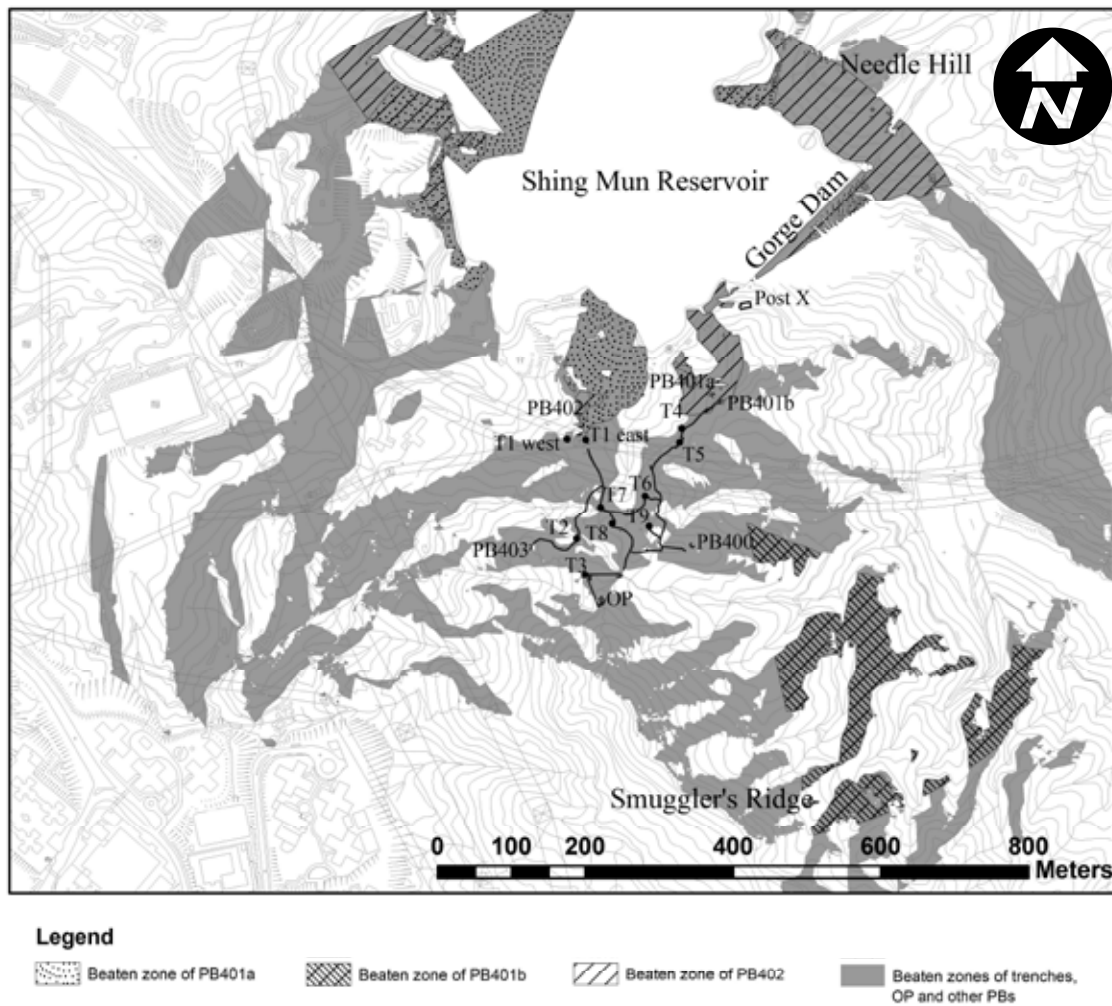 Needle Hill
N
Shing Mun Reservoir
Gorge Dam
Post X
PB401a
PB402
PB401b
T4
T1 west
T1 east
T5
T6
T7
T9
T2
T8
PB403
PB400
T3
OP
Smuggler's Ridge
0 100 200 400 600 800
Meters
Legend
Beaten zone of PB401a
Beaten zone of PB401b
Beaten zone of PB402
Beaten zones of trenches,
OP and other PBs